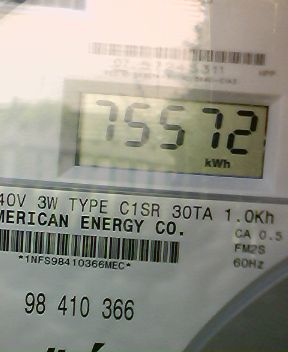 75572
kWh
40V 3W TYPE C1SR 30TA 1.0Kh
MERICAN ENERGY CO.
CA 0.5
FM2S
60Hz
*1NFS98410366MEC*
98 410 366